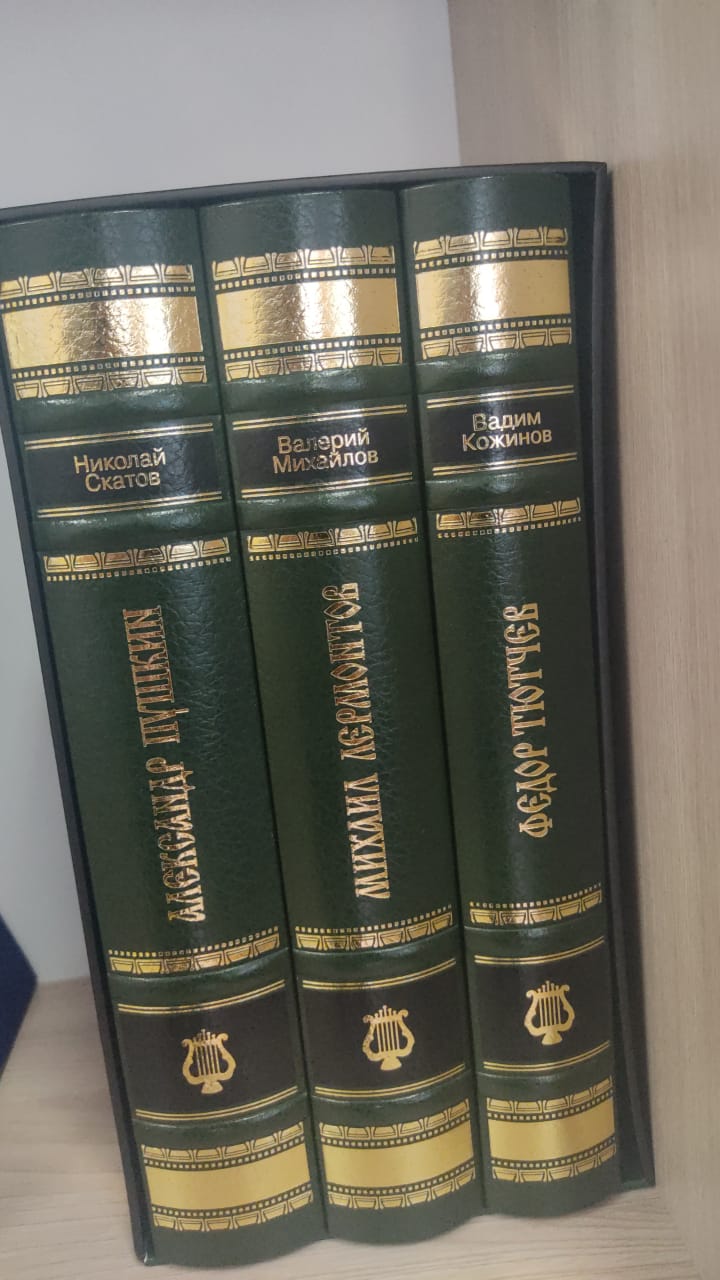 Николай
Скатов
АЛЕКСАНДР ПУШКИН
Валерий
Михайлов
МИХАИЛ ЛЕРМОНТОВ
Вадим
Кожинов
ФЕДОР ТЮТЧЕВ